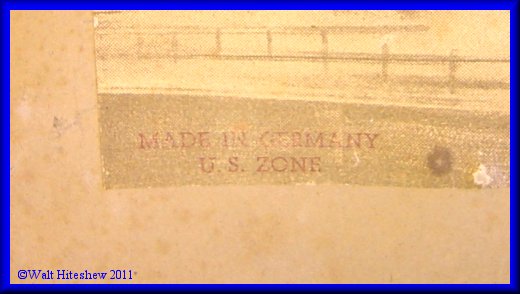 MADE IN GERMANY
U. S. ZONE
©Walt Hiteshew 2011